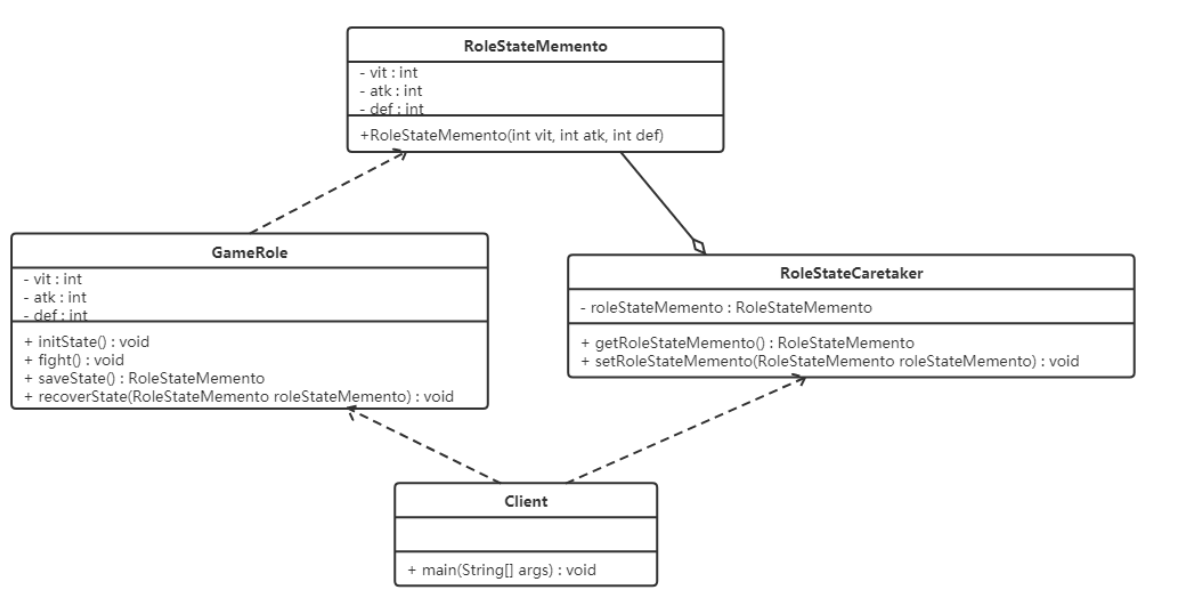 RoleStateMemento
- vit : int
- atk : int
- def : int
+RoleStateMemento(int vit, int atk, int def)
GameRole
- vit : int
- atk : int
- def : int
+ initState() : void
+ fight() : void
+ saveState() : RoleStateMemento
+ recoverState(RoleStateMemento roleStateMemento) : void
RoleStateCaretaker
- roleStateMemento : RoleStateMemento
+ getRoleStateMemento() : RoleStateMemento
+ setRoleStateMemento(RoleStateMemento roleStateMemento) : void
Client
+ main(String[] args) : void